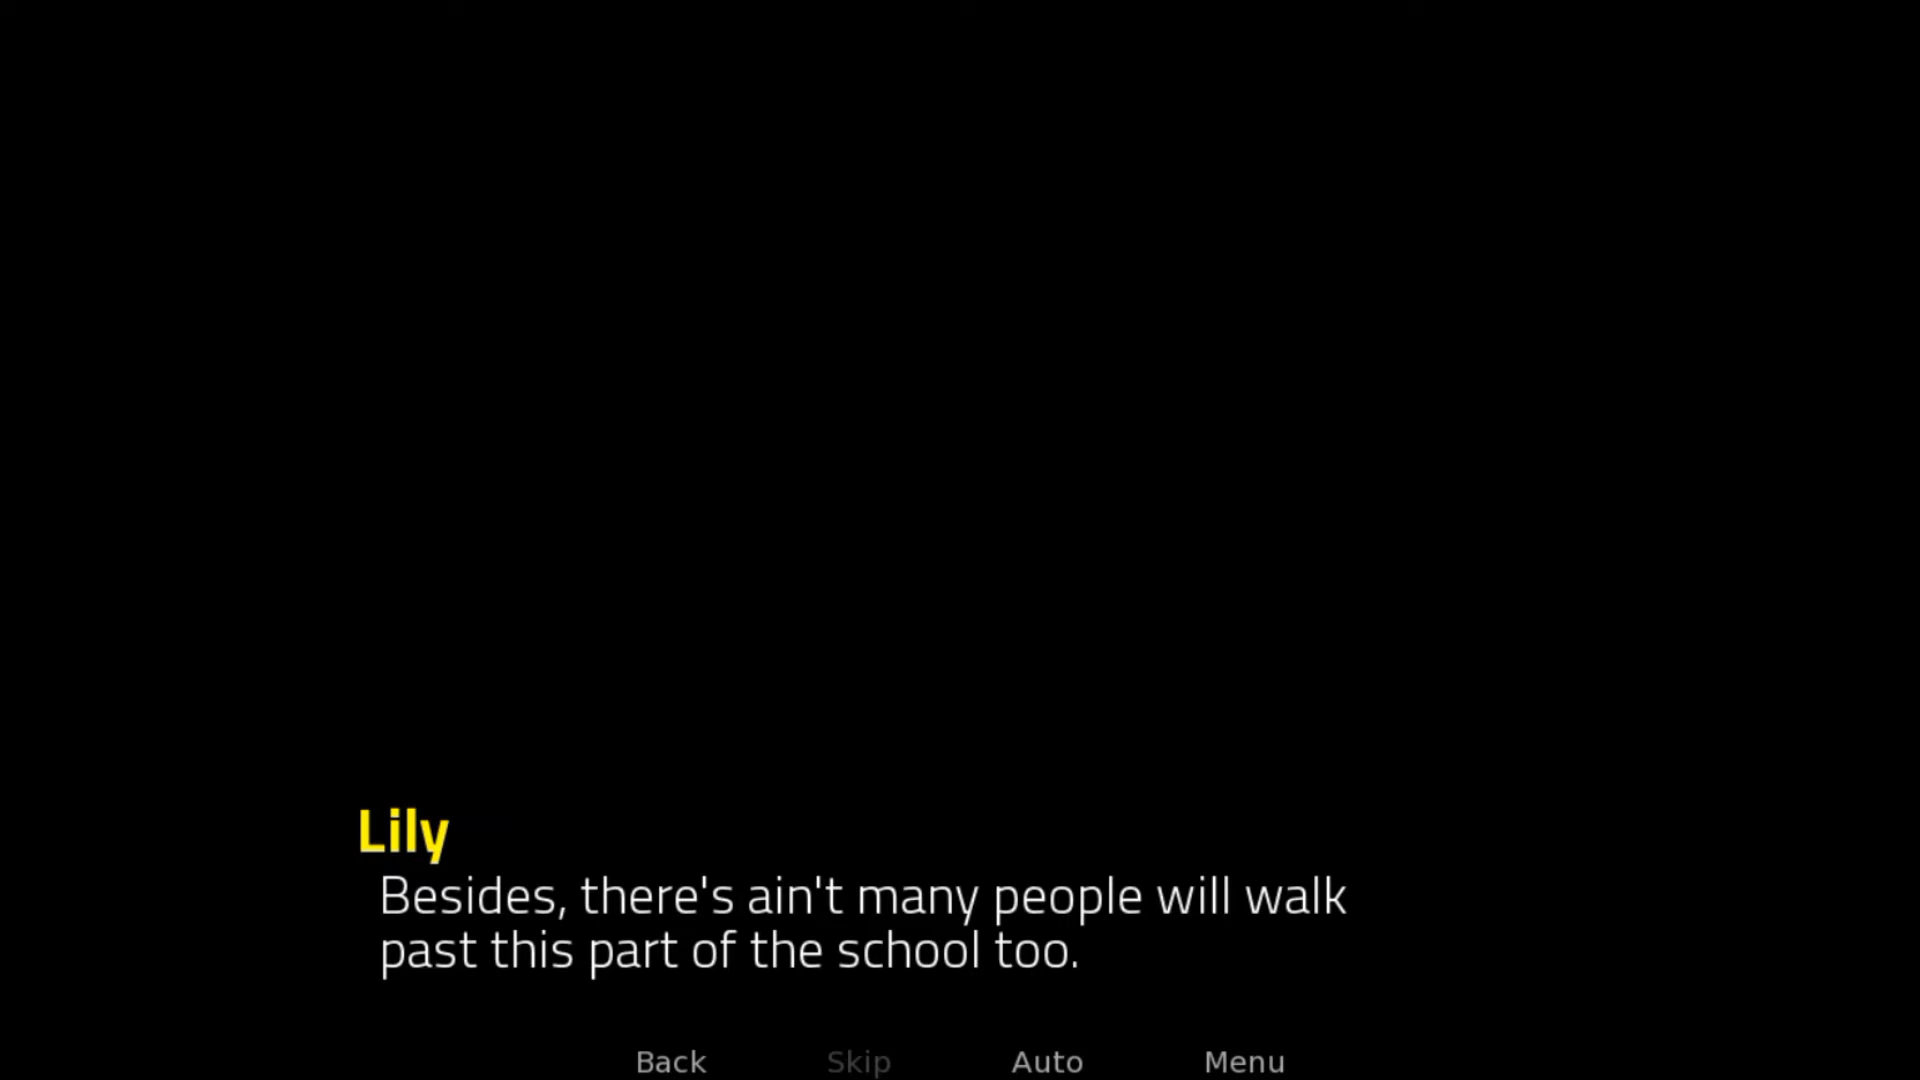 Lily
Besides, there's ain't many people will walk
past this part of the school too.
Back Skip Auto Menu